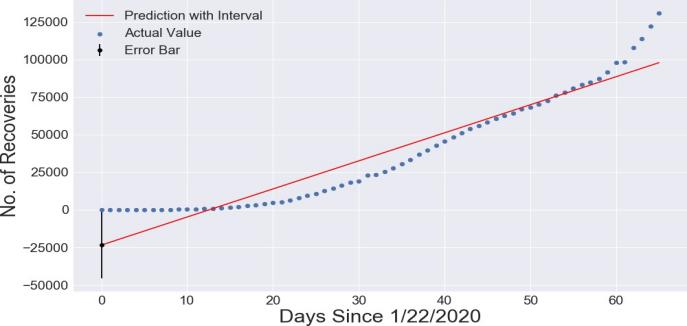 Prediction with Interval
Actual Value
Error Bar
125000
100000
75000
50000
25000
0
−25000
−50000
No. of Recoveries
0 10 20 30 40 50 60
Days Since 1/22/2020